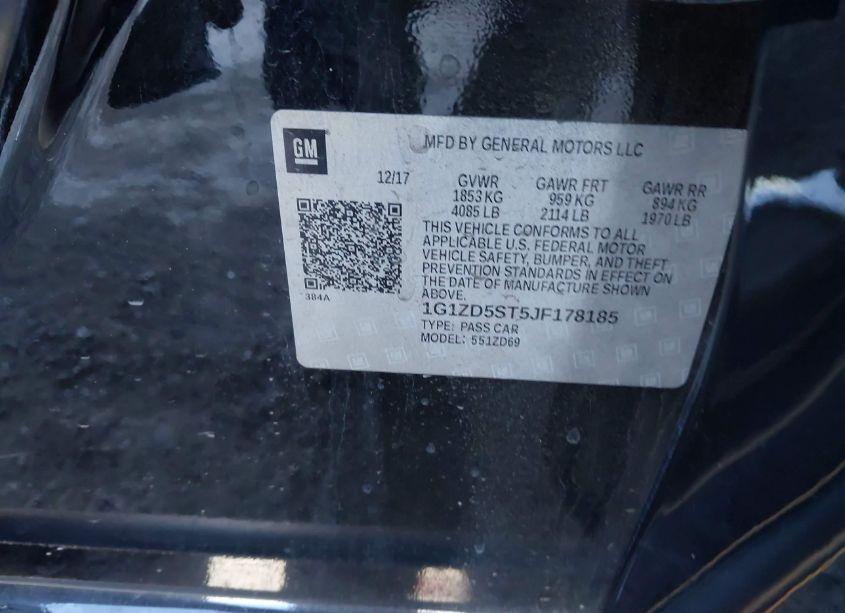 GM
MFD BY GENERAL MOTORS LLC
12/17 GVWR GAWR FRT GAWR RR
1853 KG 959 KG 894 KG
4085 LB 2114 LB 1970 LB
THIS VEHICLE CONFORMS TO ALL
APPLICABLE U.S. FEDERAL MOTOR
VEHICLE SAFETY, BUMPER, AND THEFT
PREVENTION STANDARDS IN EFFECT ON
THE DATE OF MANUFACTURE SHOWN
ABOVE.
384A
1G1ZD5ST5JF178185
TYPE: PASS CAR
MODEL: 551ZD69